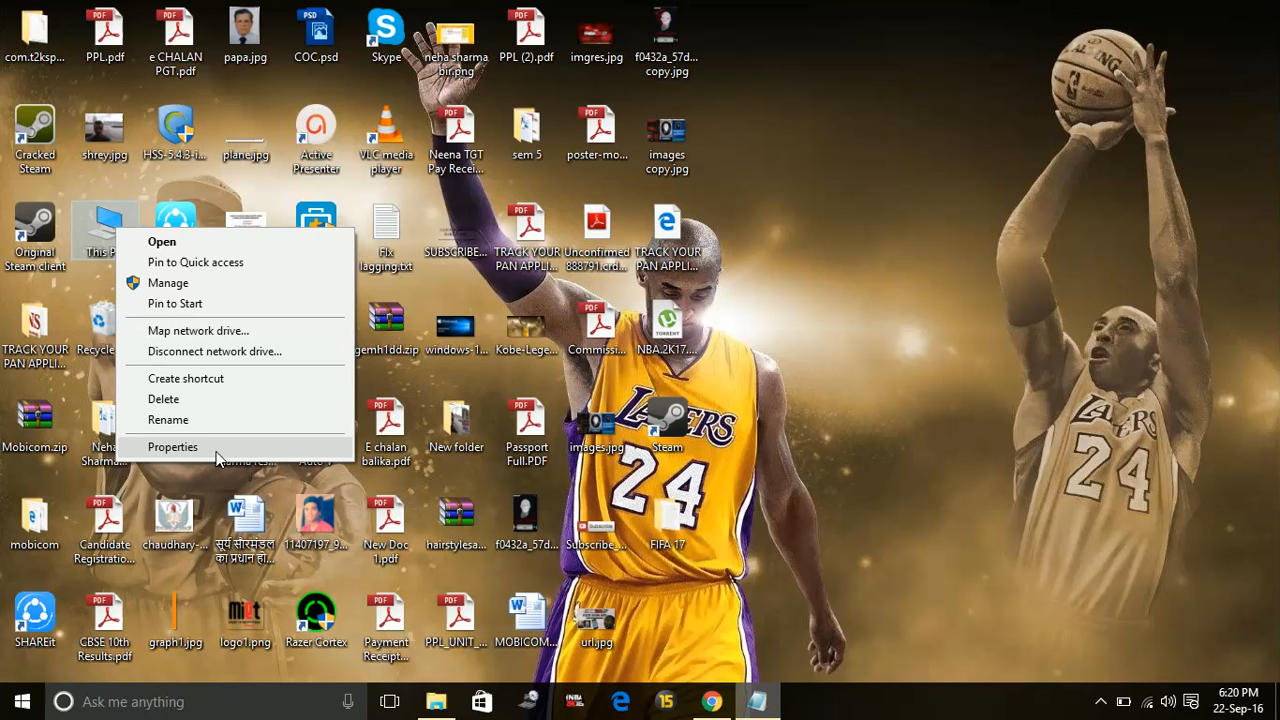 com.t2ksp...
PPL.pdf
e CHALAN
PGT.pdf
papa.jpg
COC.psd
Skype
neha sharma
bir.png
PPL (2).pdf
imgres.jpg
f0432a_57d...
copy.jpg
Cracked
Steam
shrey.jpg
HSS-5.4.3-i...
plane.jpg
Active
Presenter
VLC media
player
Neena TGT
Pay Recei...
sem 5
poster-mo...
images
copy.jpg
Original
Steam client
This P
Fix
lagging.txt
SUBSCRIBE...
TRACK YOUR
PAN APPLI...
Unconfirmed
888791.crd...
TRACK YOUR
PAN APPLI...
Open
Pin to Quick access
Manage
Pin to Start
Map network drive...
Disconnect network drive...
Create shortcut
Delete
Rename
Properties
TRACK YOUR
PAN APPLI...
Recycle
gemh1dd.zip
windows-1...
Kobe-Lege...
Commissi...
TORRENT
NBA.2K17....
Mobicom.zip
Neha
Sharma...
E chalan
balika.pdf
New folder
Passport
Full.PDF
images.jpg
Steam
LAKERS
24
mobicom
Candidate
Registratio...
chaudhary-...
सूर्य सौरमंडल
का प्रधान हा...
11407197_9...
New Doc
1.pdf
hairstylesa...
f0432a_57d...
Subscribe_...
FIFA 17
SHAREit
CBSE 10th
Results.pdf
graph1.jpg
logo1.png
Razer Cortex
Payment
Receipt...
PPL_UNIT_...
MOBICOM...
url.jpg
Ask me anything
15
6:20 PM
22-Sep-16